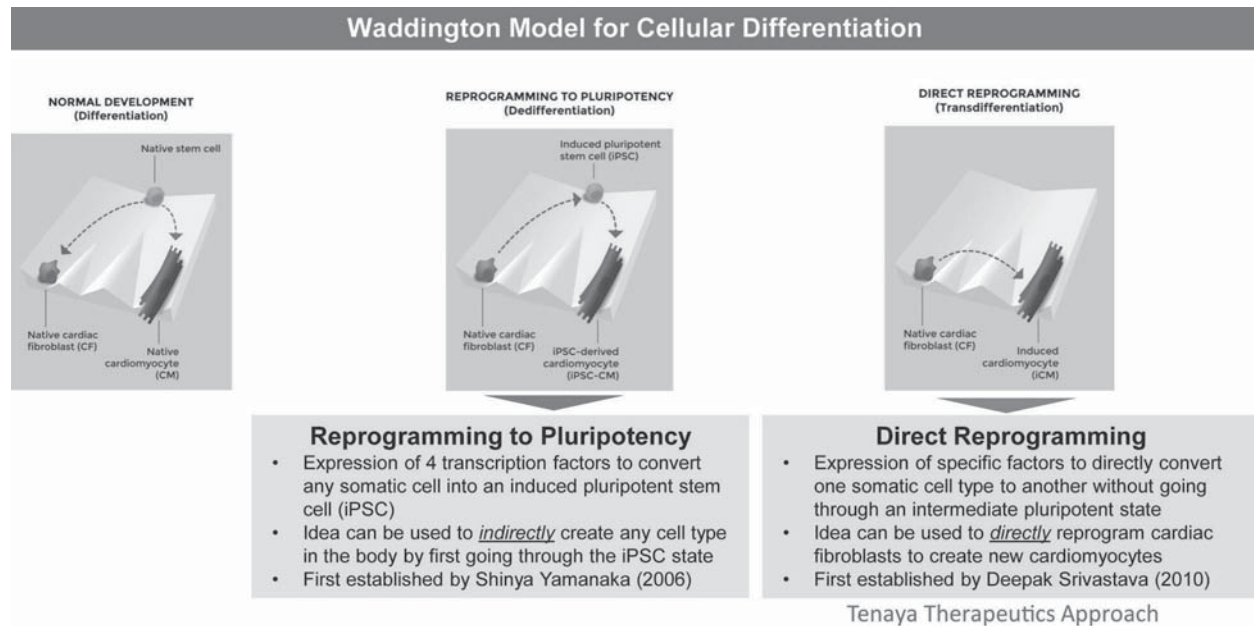 Waddington Model for Cellular Differentiation
NORMAL DEVELOPMENT
(Differentiation)
Native stem cell
Native cardiac
fibroblast (CF)
Native
cardiomyocyte
(CM)
REPROGRAMMING TO PLURIPOTENCY
(Dedifferentiation)
Induced pluripotent
stem cell (iPSC)
Native cardiac
fibroblast (CF)
iPSC-derived
cardiomyocyte
(iPSC-CM)
DIRECT REPROGRAMMING
(Transdifferentiation)
Native cardiac
fibroblast (CF)
Induced
cardiomyocyte
(iCM)
Reprogramming to Pluripotency
• Expression of 4 transcription factors to convert
any somatic cell into an induced pluripotent stem
cell (iPSC)
• Idea can be used to indirectly create any cell type
in the body by first going through the iPSC state
• First established by Shinya Yamanaka (2006)
Direct Reprogramming
• Expression of specific factors to directly convert
one somatic cell type to another without going
through an intermediate pluripotent state
• Idea can be used to directly reprogram cardiac
fibroblasts to create new cardiomyocytes
• First established by Deepak Srivastava (2010)
Tenaya Therapeutics Approach